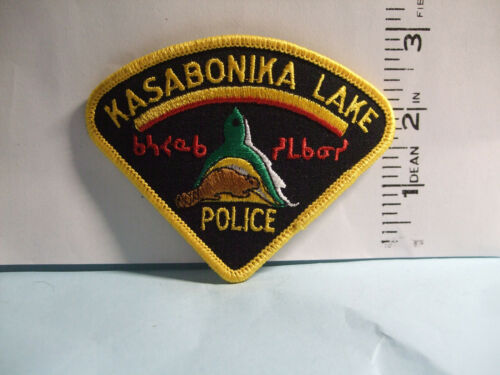 KASABONIKA LAKE
POLICE
1 2 3
IN
DEAN